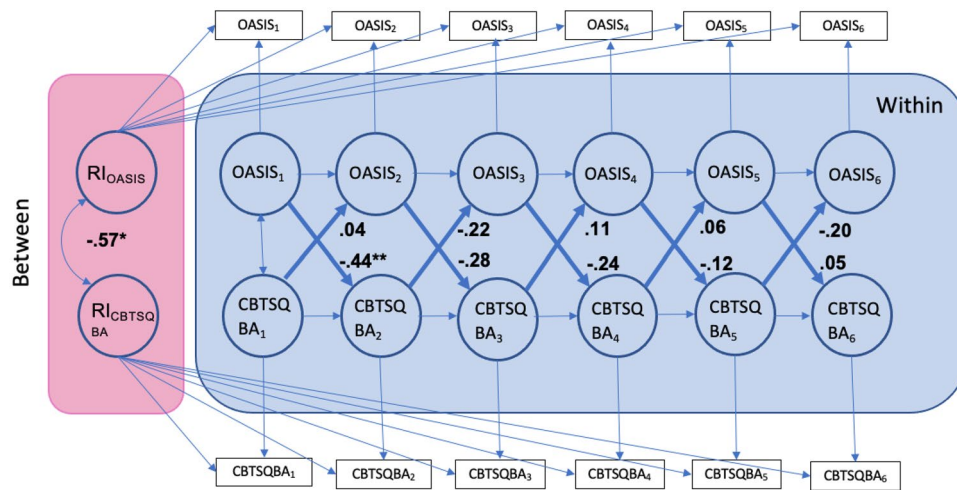 OASIS₁ OASIS₂ OASIS₃ OASIS₄ OASIS₅ OASIS₆
Within
Between
RI_OASIS
OASIS₁ OASIS₂ OASIS₃ OASIS₄ OASIS₅ OASIS₆
-.57*
.04 -.22 .11 .06 -.20
-.44** -.28 -.24 -.12 .05
RI_CBTSQ
BA
CBTSQ CBTSQ CBTSQ CBTSQ CBTSQ CBTSQ
BA₁ BA₂ BA₃ BA₄ BA₅ BA₆
CBTSQBA₁ CBTSQBA₂ CBTSQBA₃ CBTSQBA₄ CBTSQBA₅ CBTSQBA₆